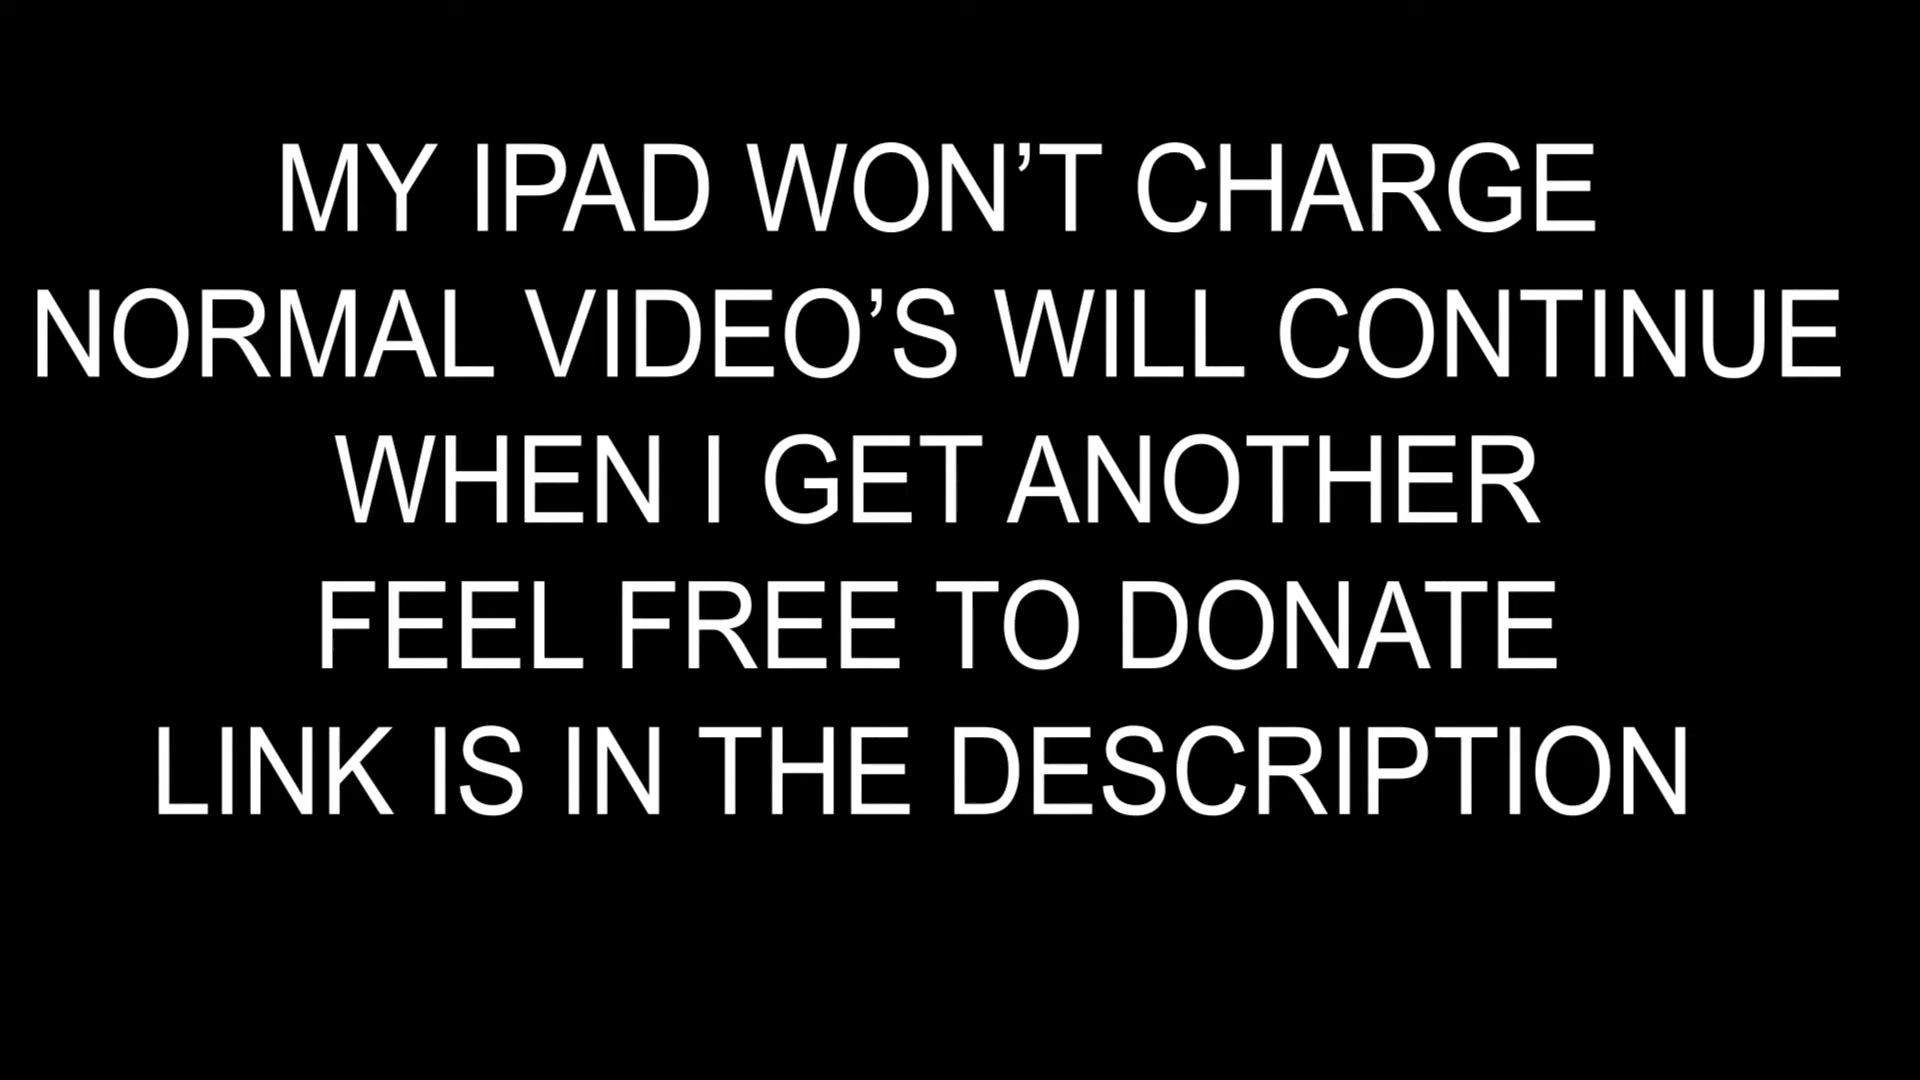 MY IPAD WON’T CHARGE
NORMAL VIDEO’S WILL CONTINUE
WHEN I GET ANOTHER
FEEL FREE TO DONATE
LINK IS IN THE DESCRIPTION